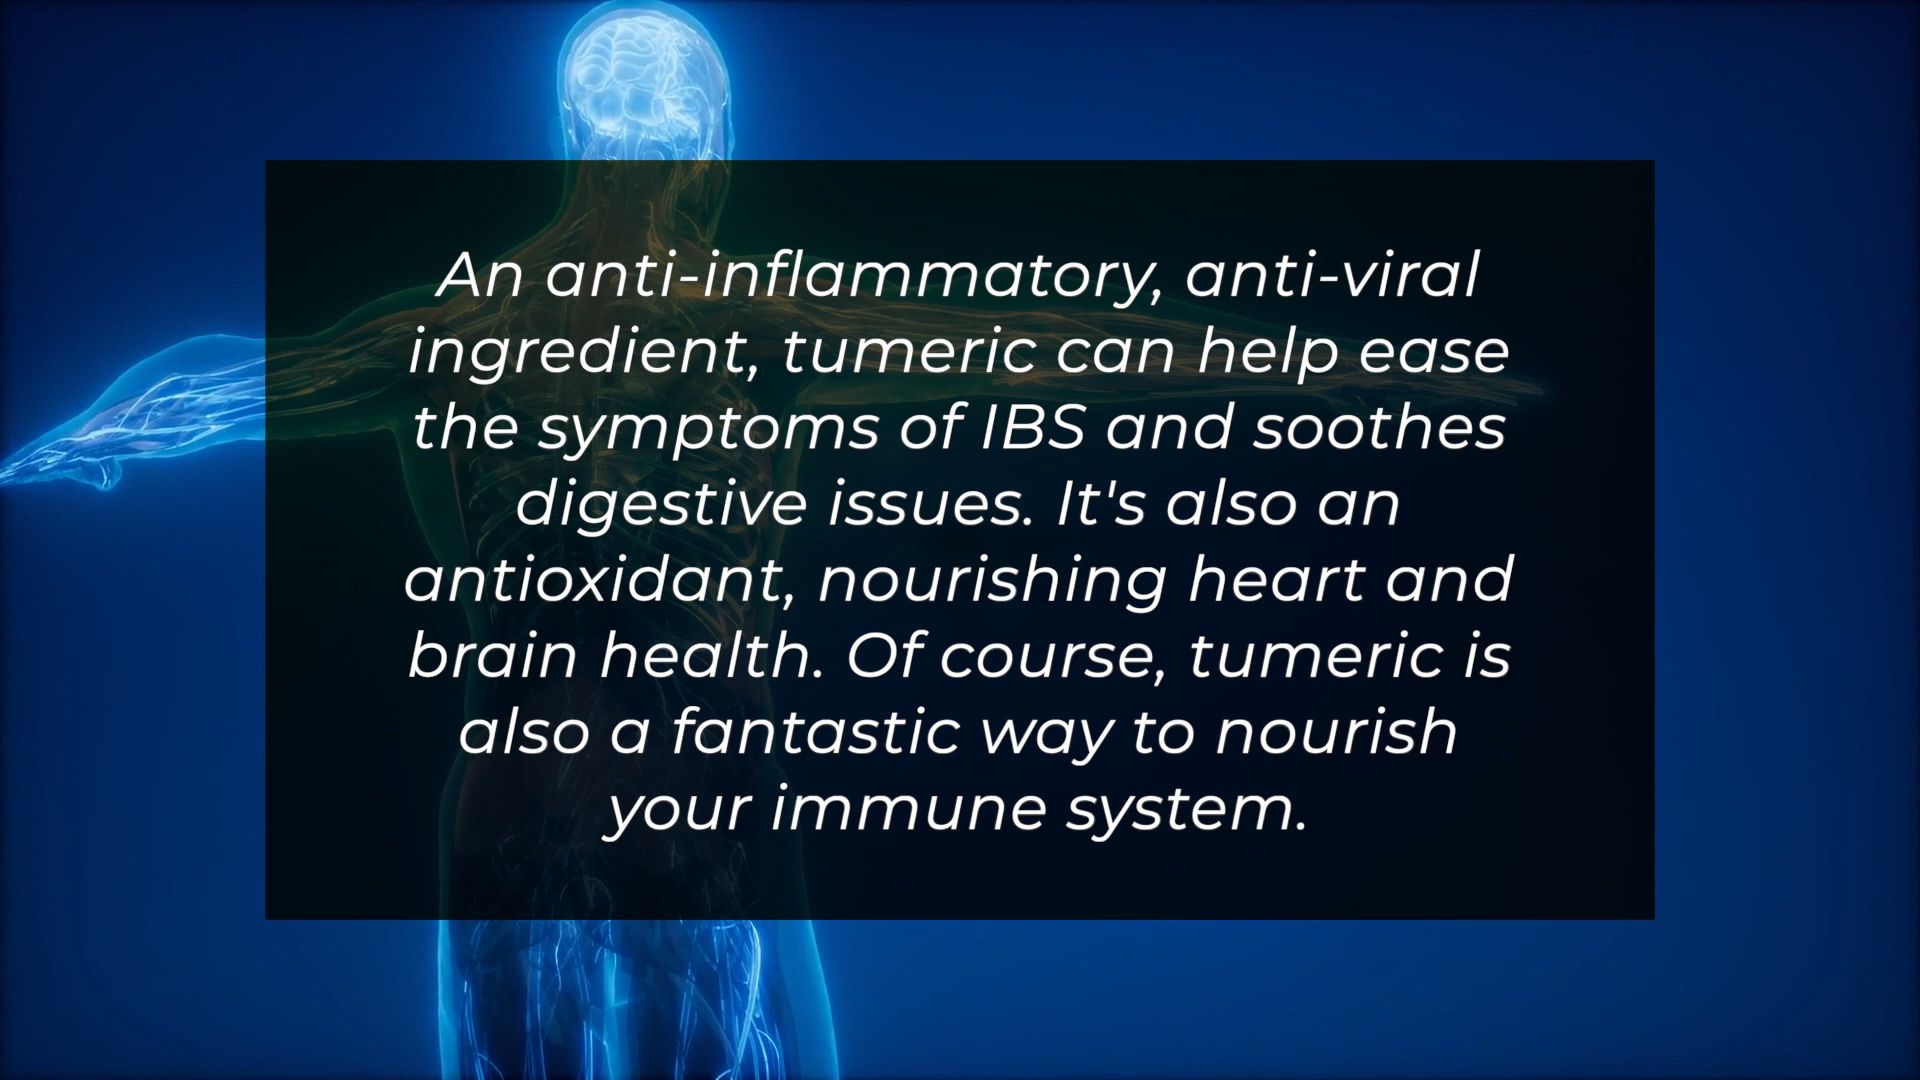 An anti-inflammatory, anti-viral
ingredient, tumeric can help ease
the symptoms of IBS and soothes
digestive issues. It's also an
antioxidant, nourishing heart and
brain health. Of course, tumeric is
also a fantastic way to nourish
your immune system.